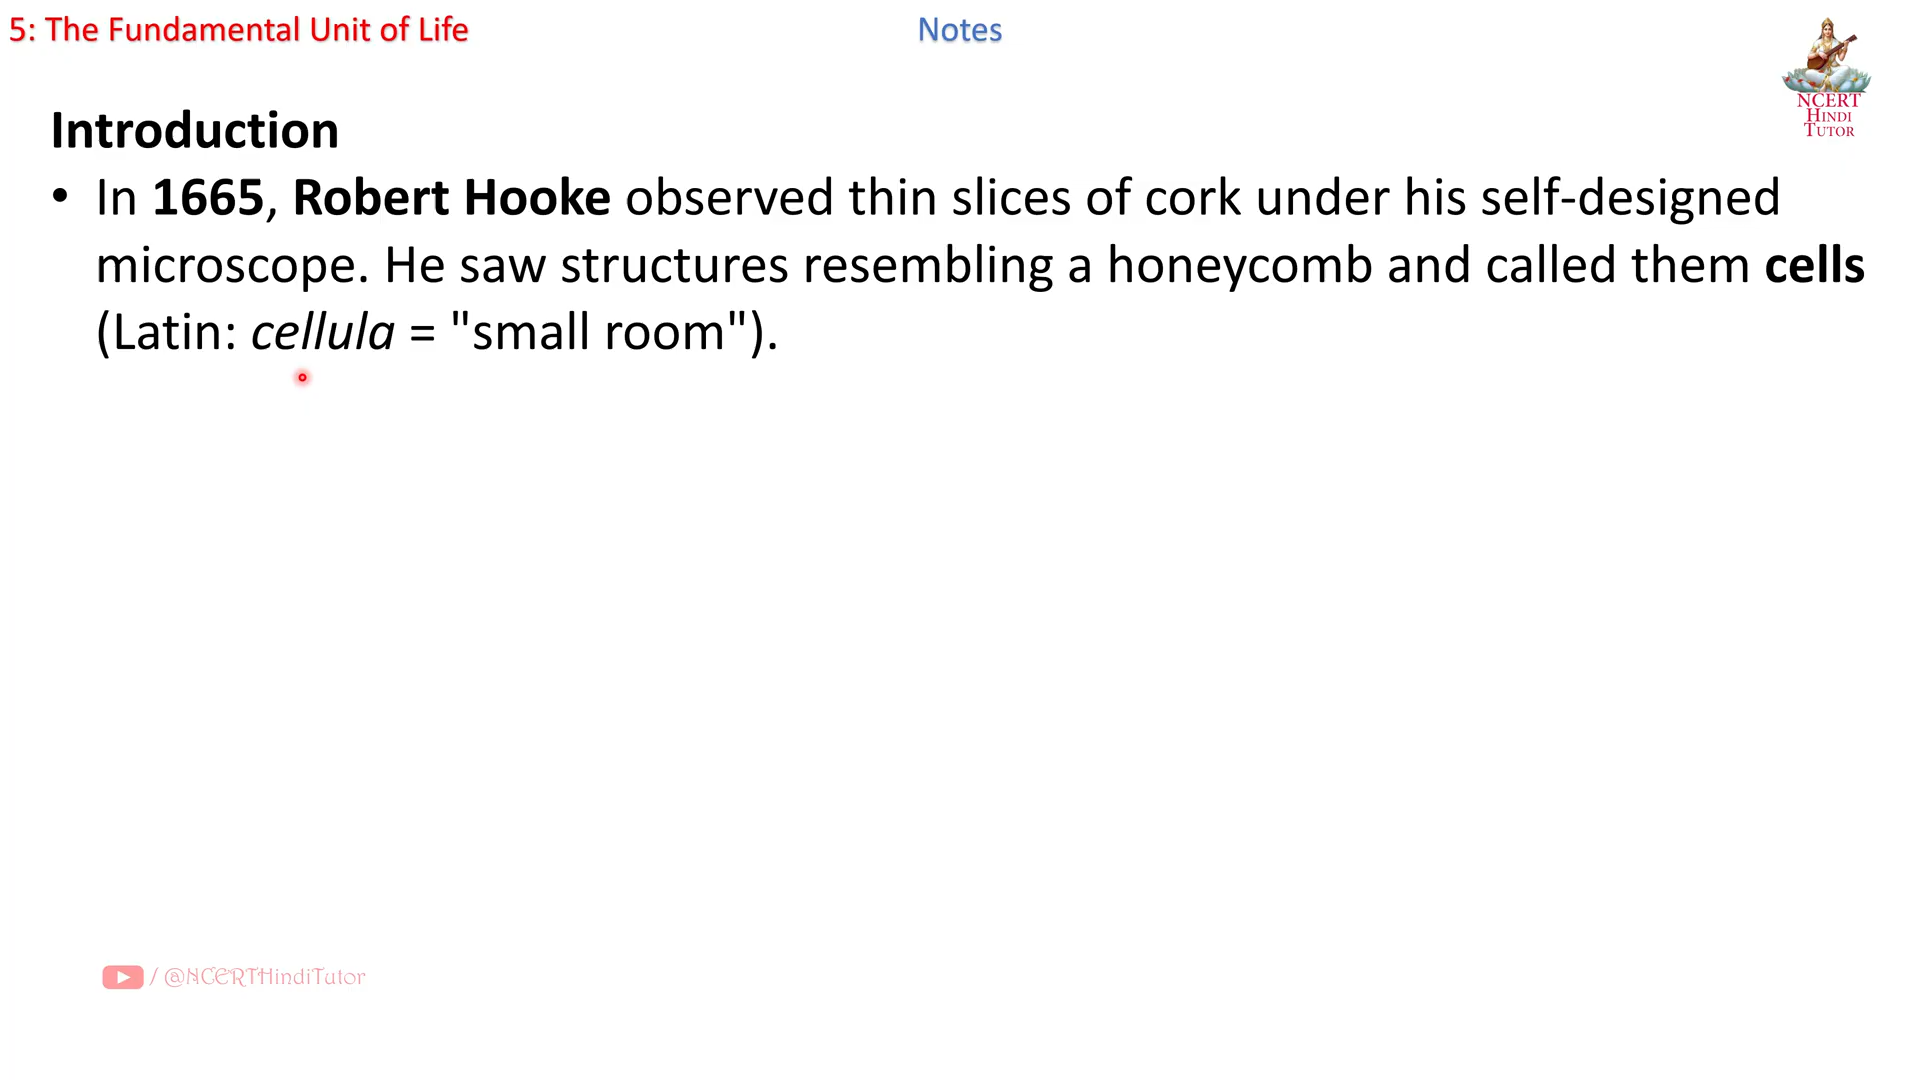 5: The Fundamental Unit of Life
Notes
NCERT
HINDI
TUTOR
Introduction
• In 1665, Robert Hooke observed thin slices of cork under his self-designed
microscope. He saw structures resembling a honeycomb and called them cells
(Latin: cellula = "small room").
/ @NCERTHindiTutor